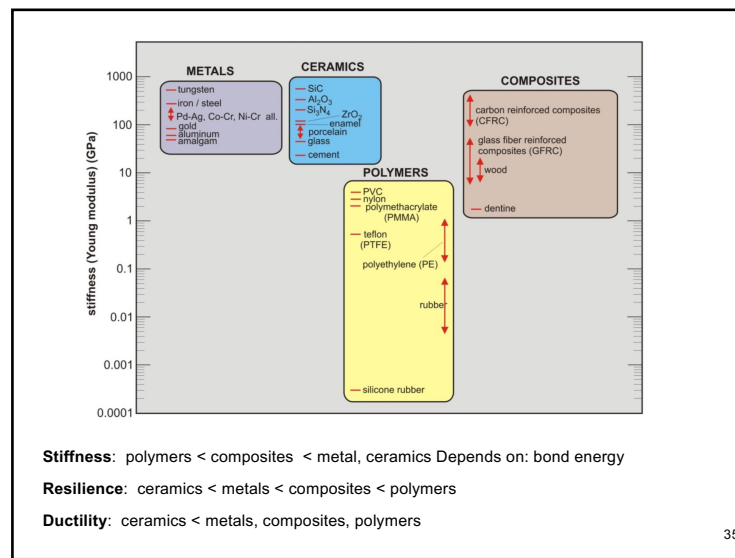 METALS
CERAMICS
COMPOSITES
POLYMERS
stiffness (Young modulus) (GPa)
1000
100
10
1
0.1
0.01
0.001
0.0001
tungsten
iron / steel
Pd-Ag, Co-Cr, Ni-Cr all.
gold
aluminum
amalgam
SiC
Al₂O₃
Si₃N₄
ZrO₂
enamel
porcelain
glass
cement
carbon reinforced composites
(CFRC)
glass fiber reinforced
composites (GFRC)
wood
dentine
PVC
nylon
polymethacrylate
(PMMA)
teflon
(PTFE)
polyethylene (PE)
rubber
silicone rubber
Stiffness: polymers < composites < metal, ceramics Depends on: bond energy
Resilience: ceramics < metals < composites < polymers
Ductility: ceramics < metals, composites, polymers
35